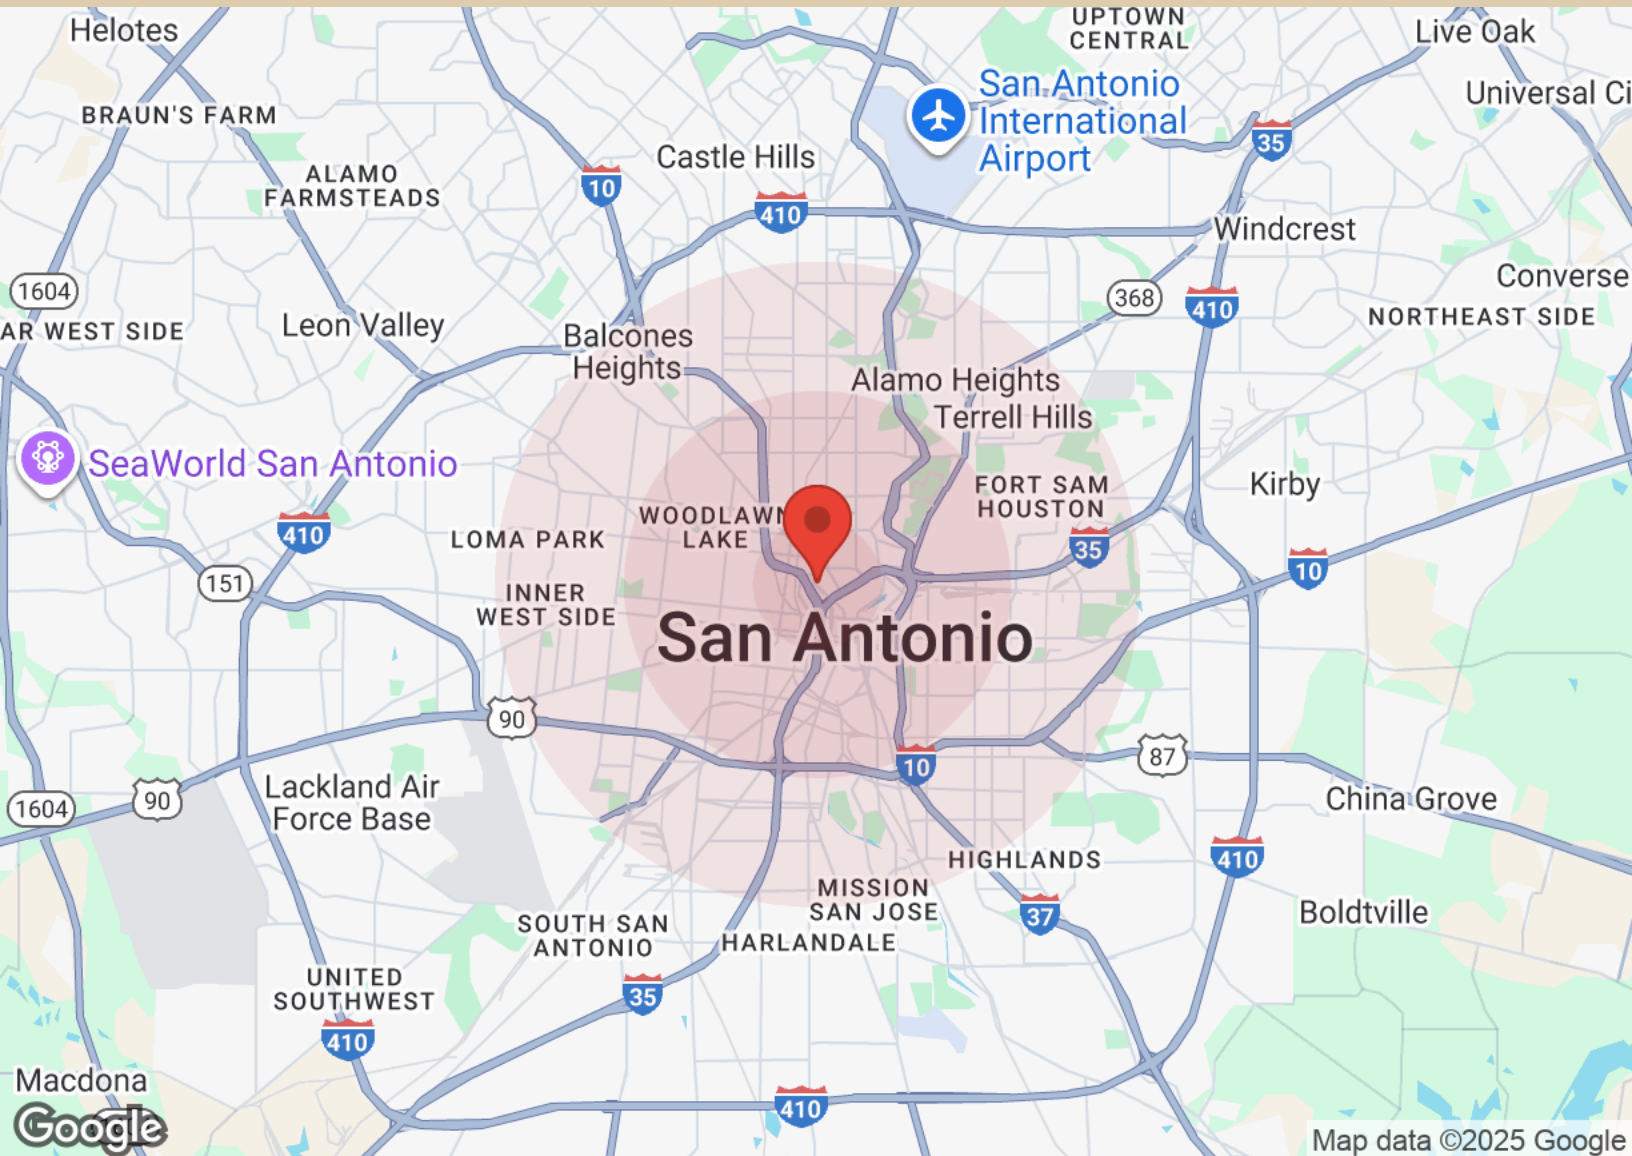 Helotes
UPTOWN
CENTRAL
Live Oak
San Antonio
International
Airport
Universal Ci
BRAUN'S FARM
35
Castle Hills
ALAMO
FARMSTEADS
10
410
Windcrest
Converse
1604
368
410
NORTHEAST SIDE
AR WEST SIDE
Leon Valley
Balcones
Heights
Alamo Heights
Terrell Hills
SeaWorld San Antonio
FORT SAM
HOUSTON
Kirby
WOODLAWN
LAKE
410
LOMA PARK
35
10
151
INNER
WEST SIDE
San Antonio
90
87
10
Lackland Air
Force Base
90
1604
China Grove
410
HIGHLANDS
MISSION
SAN JOSE
37
Boldtville
SOUTH SAN
ANTONIO
HARLANDALE
UNITED
SOUTHWEST
35
410
Macdona
410
Google
Map data ©2025 Google